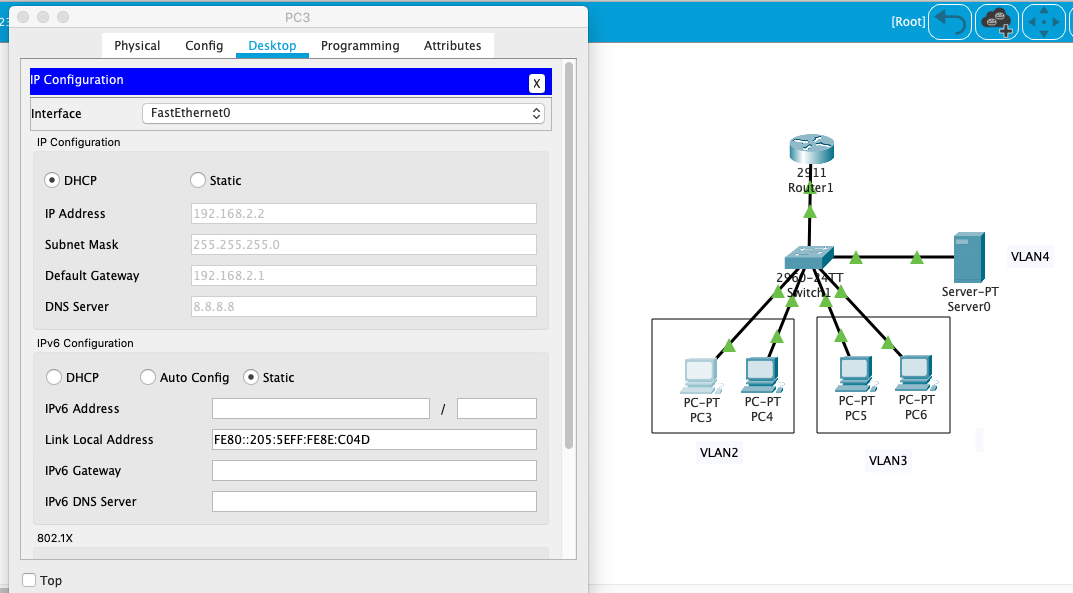 PC3
Physical Config Desktop Programming Attributes
IP Configuration X
Interface FastEthernet0
IP Configuration
DHCP Static
IP Address 192.168.2.2
Subnet Mask 255.255.255.0
Default Gateway 192.168.2.1
DNS Server 8.8.8.8
IPv6 Configuration
DHCP Auto Config Static
IPv6 Address /
Link Local Address FE80::205:5EFF:FE8E:C04D
IPv6 Gateway
IPv6 DNS Server
802.1X
Top
[Root]
2911
Router1
2960-24TT
Switch1
Server-PT
Server0
VLAN4
PC-PT
PC3
PC-PT
PC4
PC-PT
PC5
PC-PT
PC6
VLAN2
VLAN3